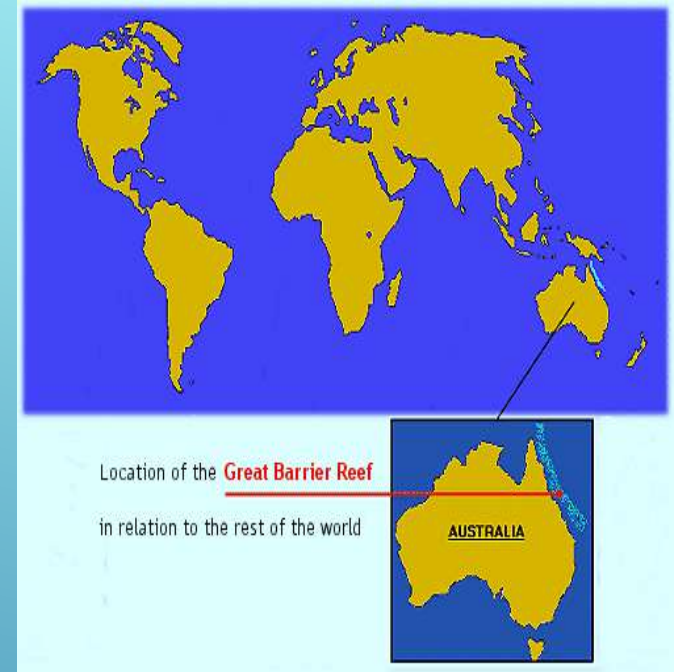 Location of the Great Barrier Reef
in relation to the rest of the world
AUSTRALIA